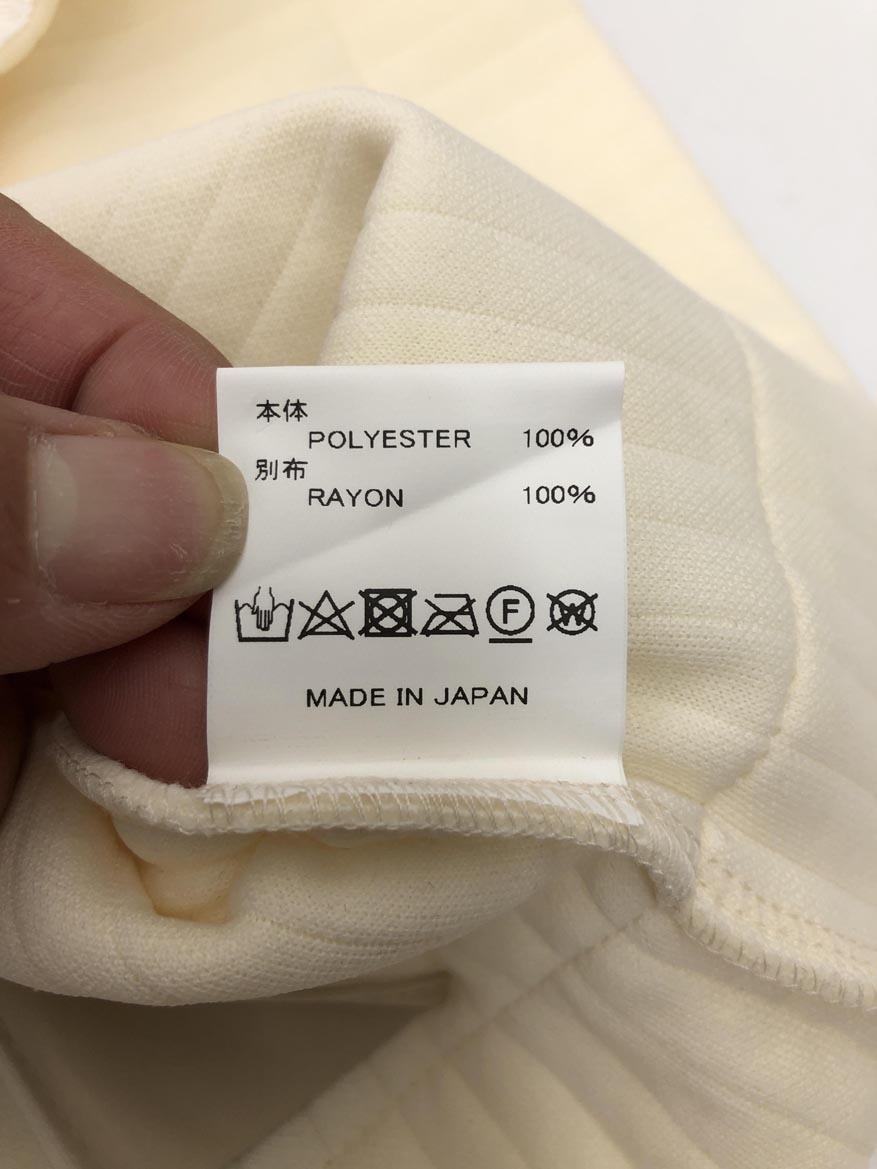 本体
POLYESTER 100%
別布
RAYON 100%
F W
MADE IN JAPAN